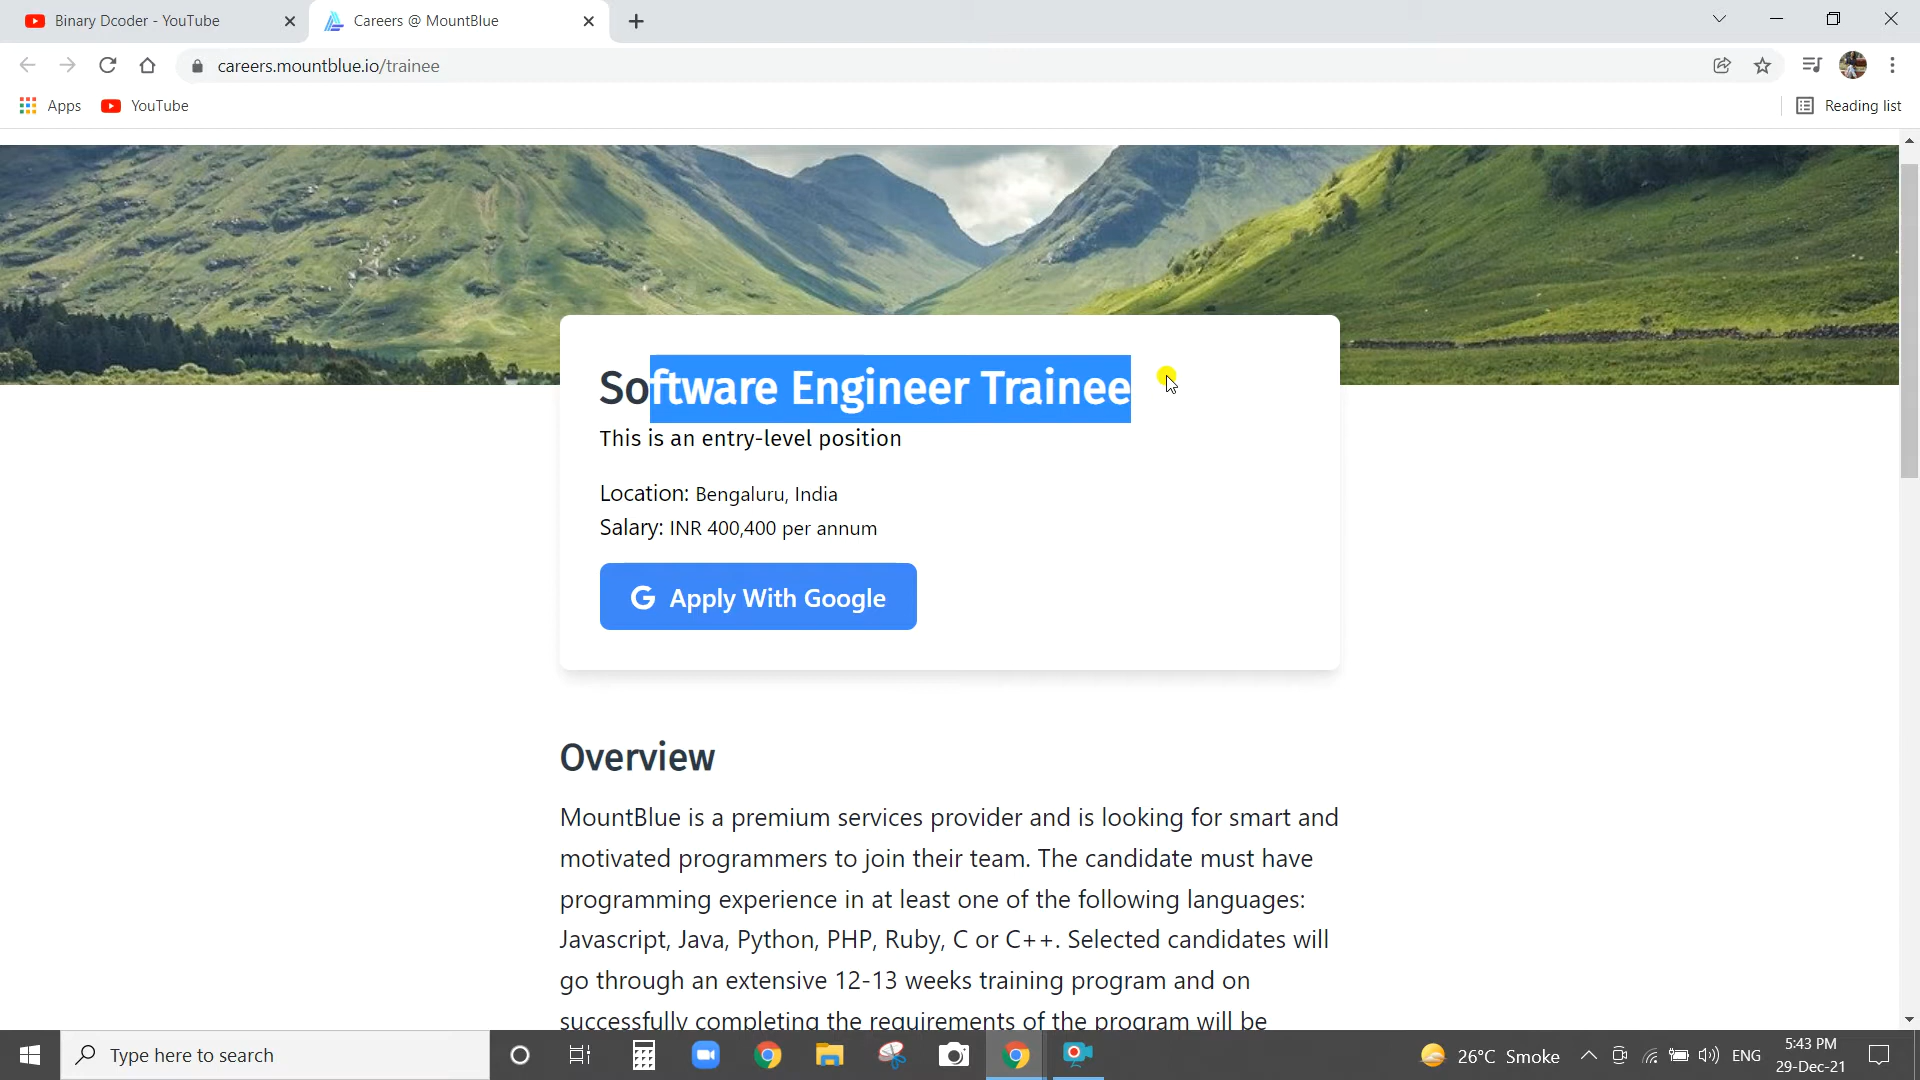 Binary Dcoder - YouTube
Careers @ MountBlue
careers.mountblue.io/trainee
Apps
YouTube
Reading list
Software Engineer Trainee
This is an entry-level position
Location: Bengaluru, India
Salary: INR 400,400 per annum
G Apply With Google
Overview
MountBlue is a premium services provider and is looking for smart and
motivated programmers to join their team. The candidate must have
programming experience in at least one of the following languages:
Javascript, Java, Python, PHP, Ruby, C or C++. Selected candidates will
go through an extensive 12-13 weeks training program and on
successfully completing the requirements of the program will be
Type here to search
26°C Smoke
ENG
5:43 PM
29-Dec-21